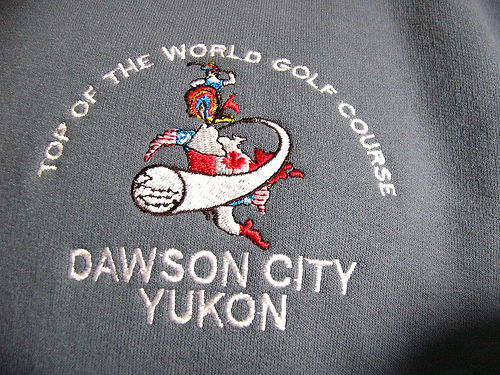 TOP OF THE WORLD GOLF COURSE
DAWSON CITY
YUKON